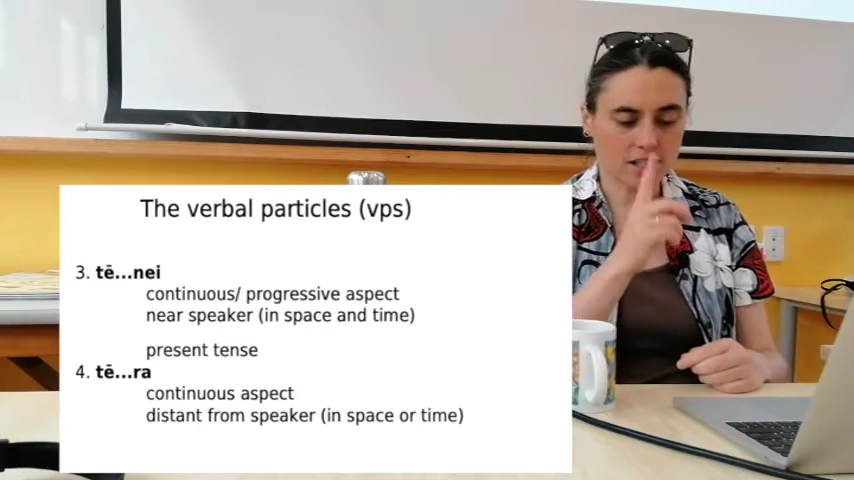 The verbal particles (vps)
3. tē...nei
continuous/ progressive aspect
near speaker (in space and time)
present tense
4. tē...ra
continuous aspect
distant from speaker (in space or time)